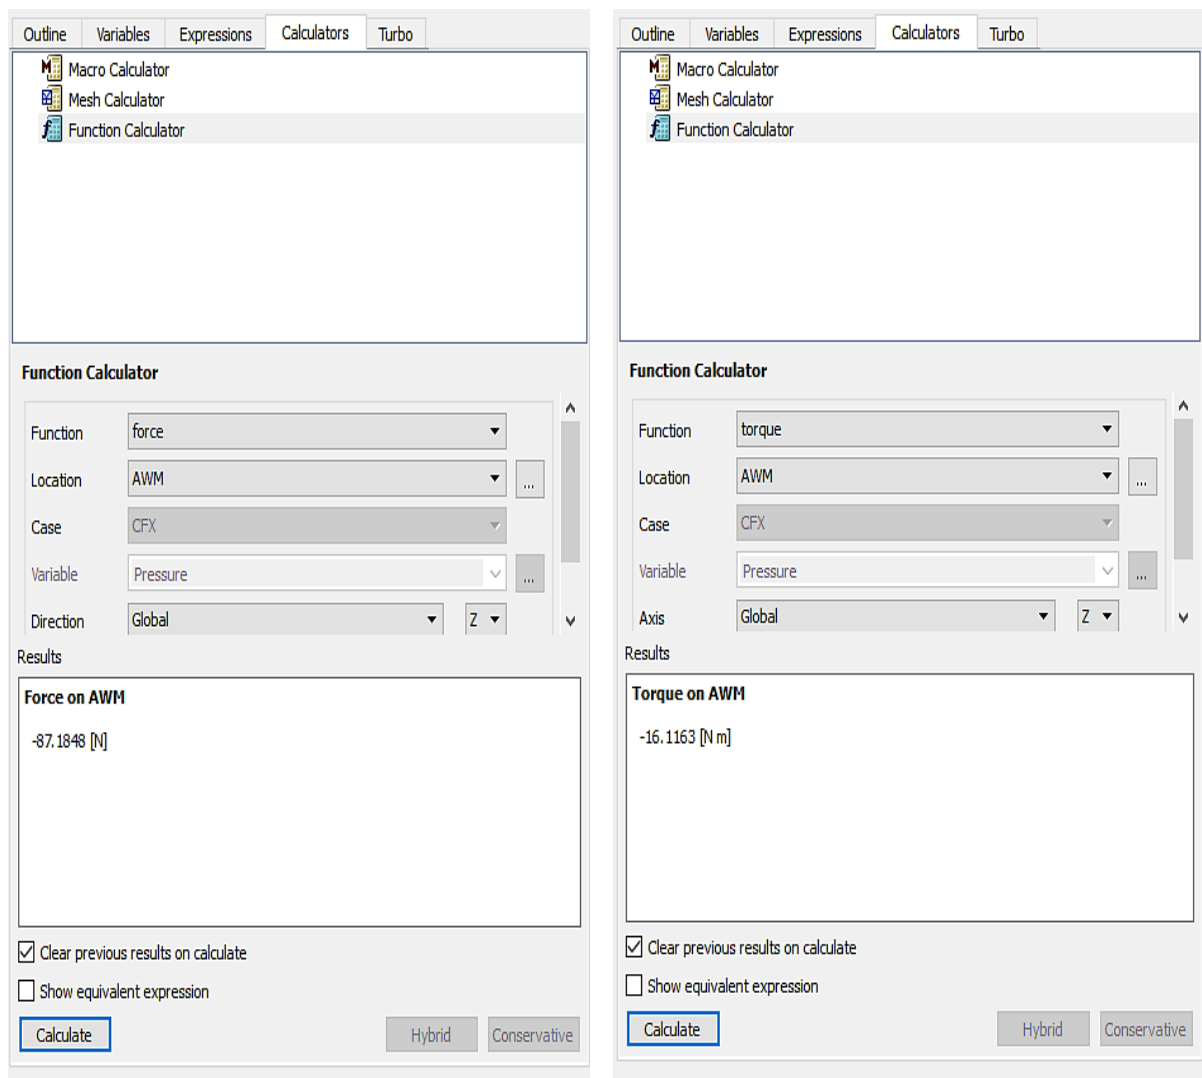 Outline Variables Expressions Calculators Turbo
Macro Calculator
Mesh Calculator
Function Calculator
Function Calculator
Function force
Location AWM ...
Case CFX
Variable Pressure ...
Direction Global Z
Results
Force on AWM
-87.1848 [N]
Clear previous results on calculate
Show equivalent expression
Calculate Hybrid Conservative
Outline Variables Expressions Calculators Turbo
Macro Calculator
Mesh Calculator
Function Calculator
Function Calculator
Function torque
Location AWM ...
Case CFX
Variable Pressure ...
Axis Global Z
Results
Torque on AWM
-16.1163 [N m]
Clear previous results on calculate
Show equivalent expression
Calculate Hybrid Conservative